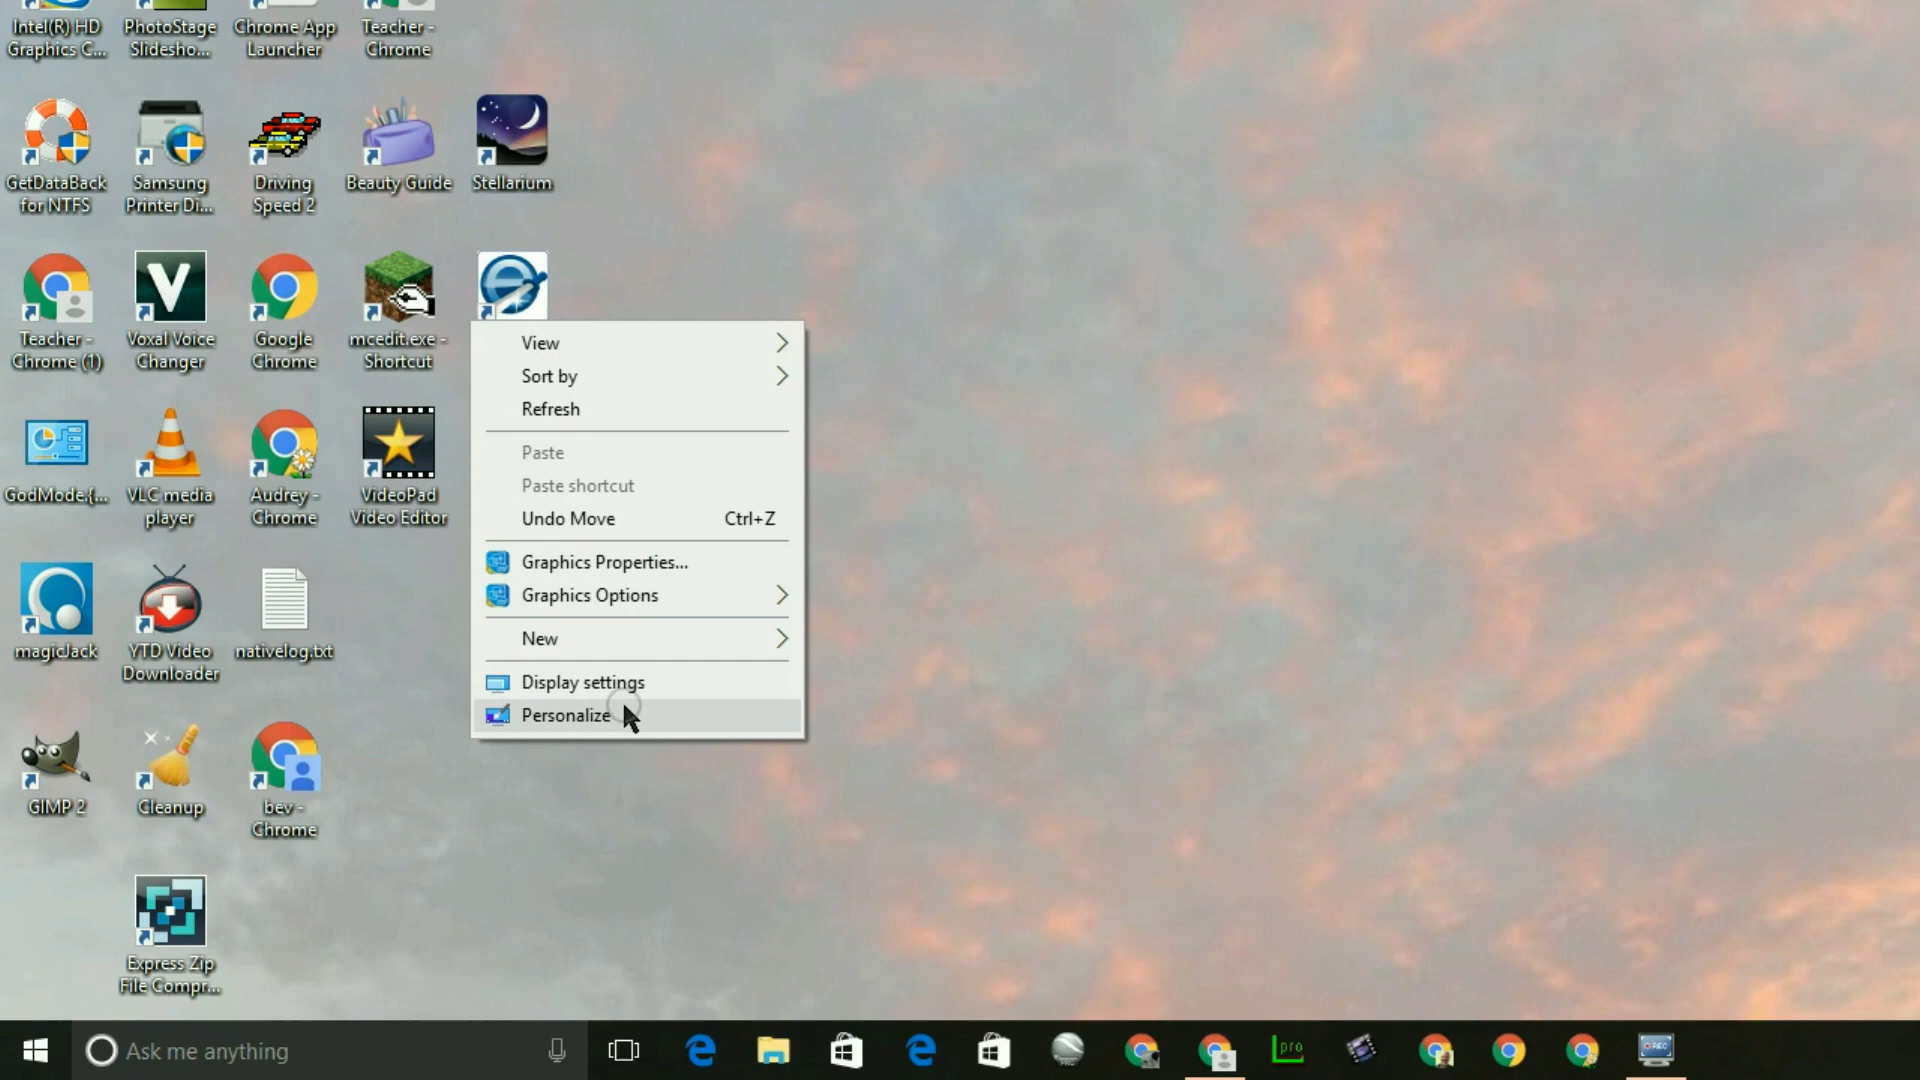 Intel(R) HD
Graphics C...
PhotoStage
Slidesho...
Chrome App
Launcher
Teacher -
Chrome
GetDataBack
for NTFS
Samsung
Printer Di...
Driving
Speed 2
Beauty Guide
Stellarium
Teacher -
Chrome (1)
Voxal Voice
Changer
Google
Chrome
mcedit.exe -
Shortcut
GodMode.{...
VLC media
player
Audrey -
Chrome
VideoPad
Video Editor
magicJack
YTD Video
Downloader
nativelog.txt
GIMP 2
Cleanup
bev -
Chrome
Express Zip
File Compr...
View
Sort by
Refresh
Paste
Paste shortcut
Undo Move Ctrl+Z
Graphics Properties...
Graphics Options
New
Display settings
Personalize
Ask me anything
pro
REC